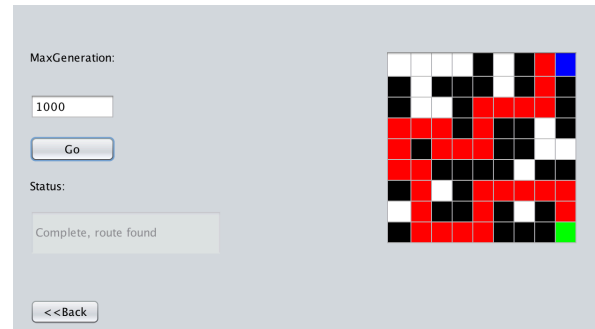 MaxGeneration:
1000
Go
Status:
Complete, route found
<<Back